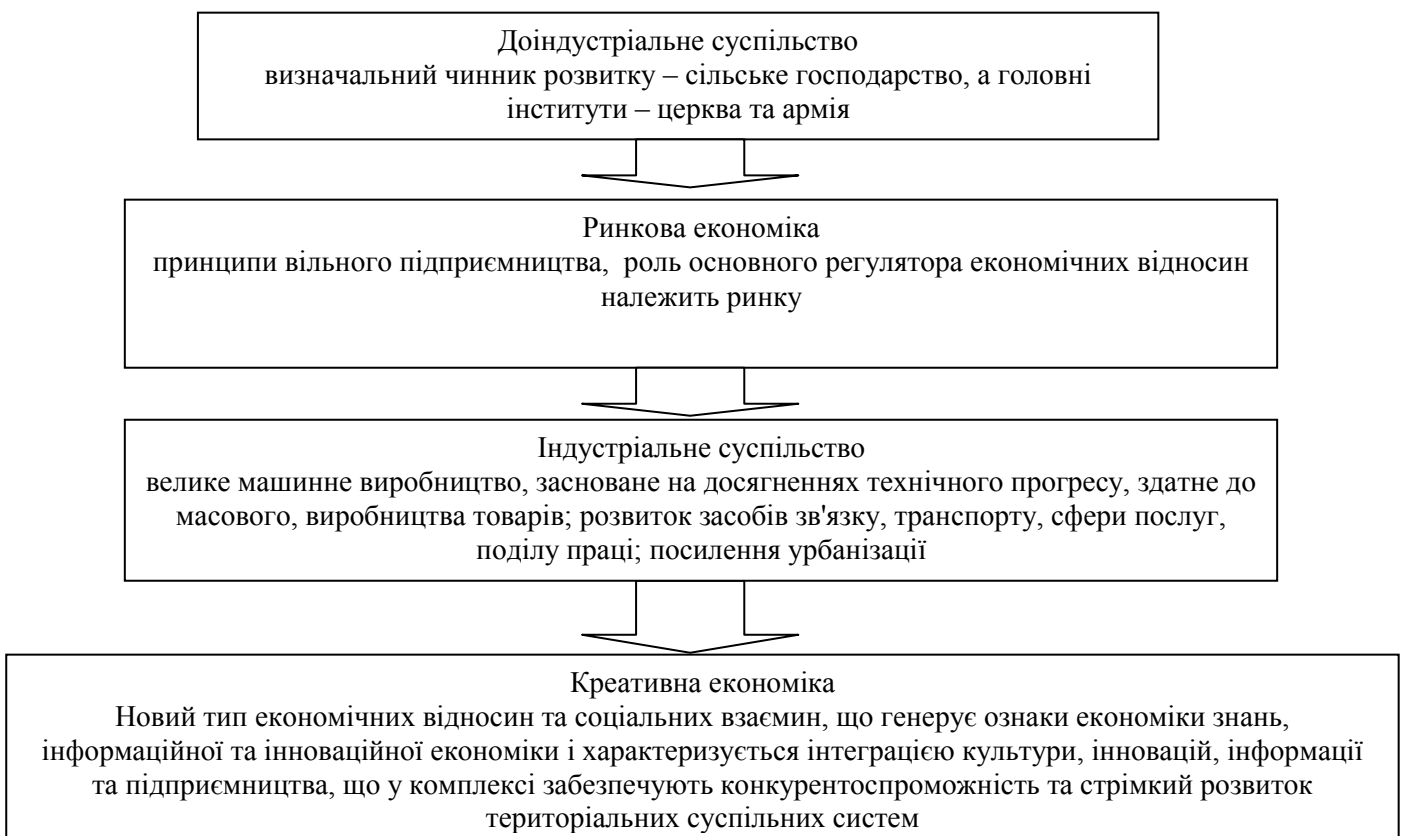 Доіндустріальне суспільство
визначальний чинник розвитку – сільське господарство, а головні
інститути – церква та армія
Ринкова економіка
принципи вільного підприємництва, роль основного регулятора економічних відносин
належить ринку
Індустріальне суспільство
велике машинне виробництво, засноване на досягненнях технічного прогресу, здатне до
масового, виробництва товарів; розвиток засобів зв'язку, транспорту, сфери послуг,
поділу праці; посилення урбанізації
Креативна економіка
Новий тип економічних відносин та соціальних взаємин, що генерує ознаки економіки знань,
інформаційної та інноваційної економіки і характеризується інтеграцією культури, інновацій, інформації
та підприємництва, що у комплексі забезпечують конкурентоспроможність та стрімкий розвиток
територіальних суспільних систем